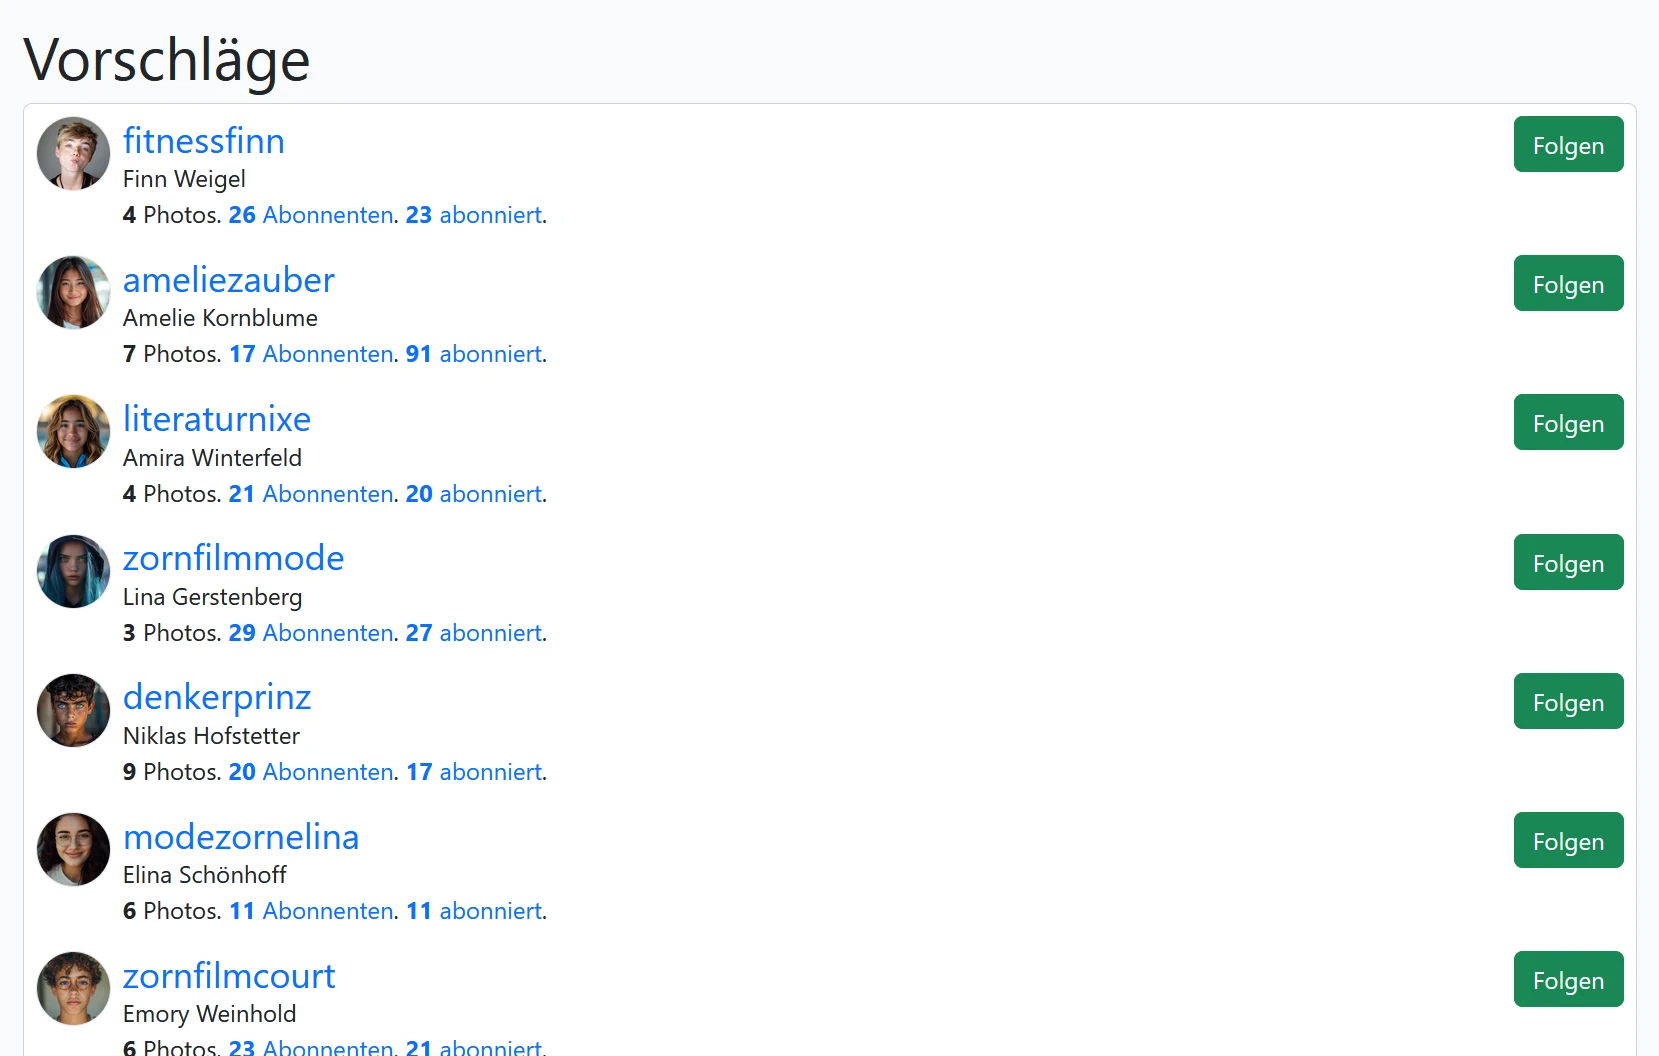 Vorschläge
fitnessfinn
Folgen
Finn Weigel
4 Photos. 26 Abonnenten. 23 abonniert.
ameliezauber
Folgen
Amelie Kornblume
7 Photos. 17 Abonnenten. 91 abonniert.
literaturnixe
Folgen
Amira Winterfeld
4 Photos. 21 Abonnenten. 20 abonniert.
zornfilmmode
Folgen
Lina Gerstenberg
3 Photos. 29 Abonnenten. 27 abonniert.
denkerprinz
Folgen
Niklas Hofstetter
9 Photos. 20 Abonnenten. 17 abonniert.
modezornelina
Folgen
Elina Schönhoff
6 Photos. 11 Abonnenten. 11 abonniert.
zornfilmcourt
Folgen
Emory Weinhold
6 Photos. 23 Abonnenten. 21 abonniert.